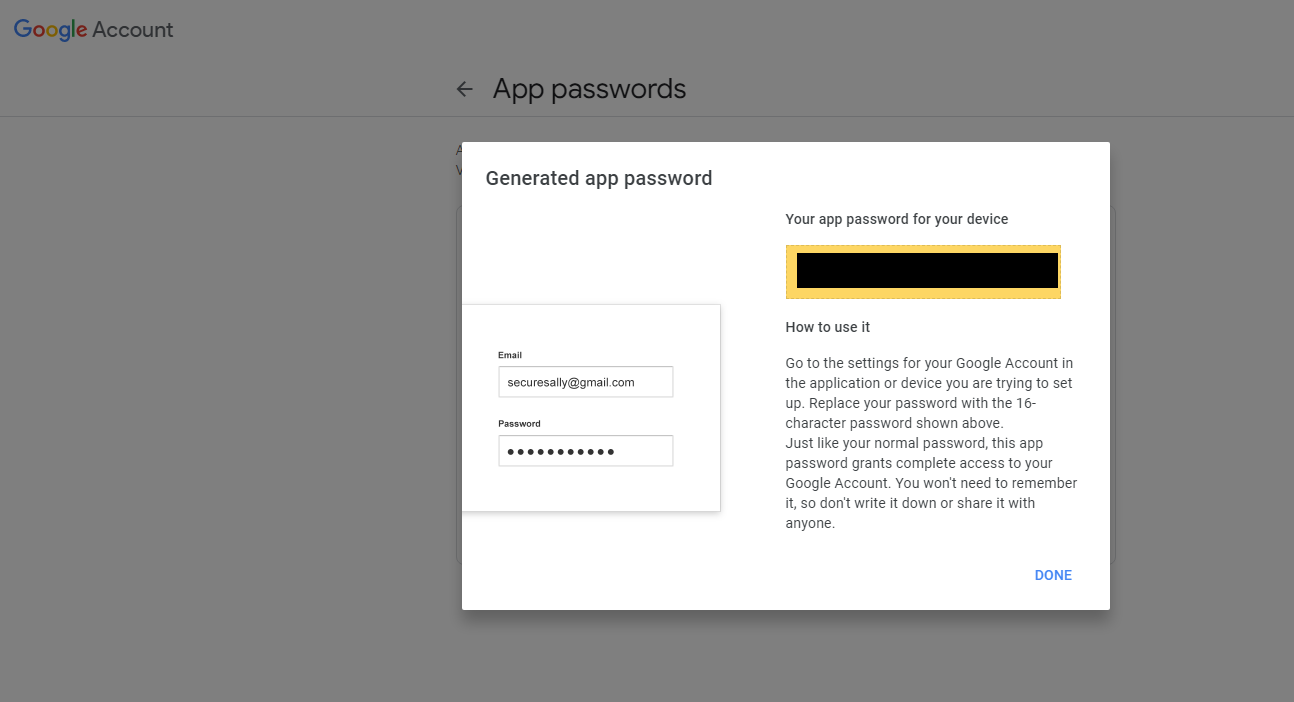 Google Account
App passwords
Generated app password
Your app password for your device
How to use it
Email
securesally@gmail.com
Password
Go to the settings for your Google Account in
the application or device you are trying to set
up. Replace your password with the 16-
character password shown above.
Just like your normal password, this app
password grants complete access to your
Google Account. You won't need to remember
it, so don't write it down or share it with
anyone.
DONE